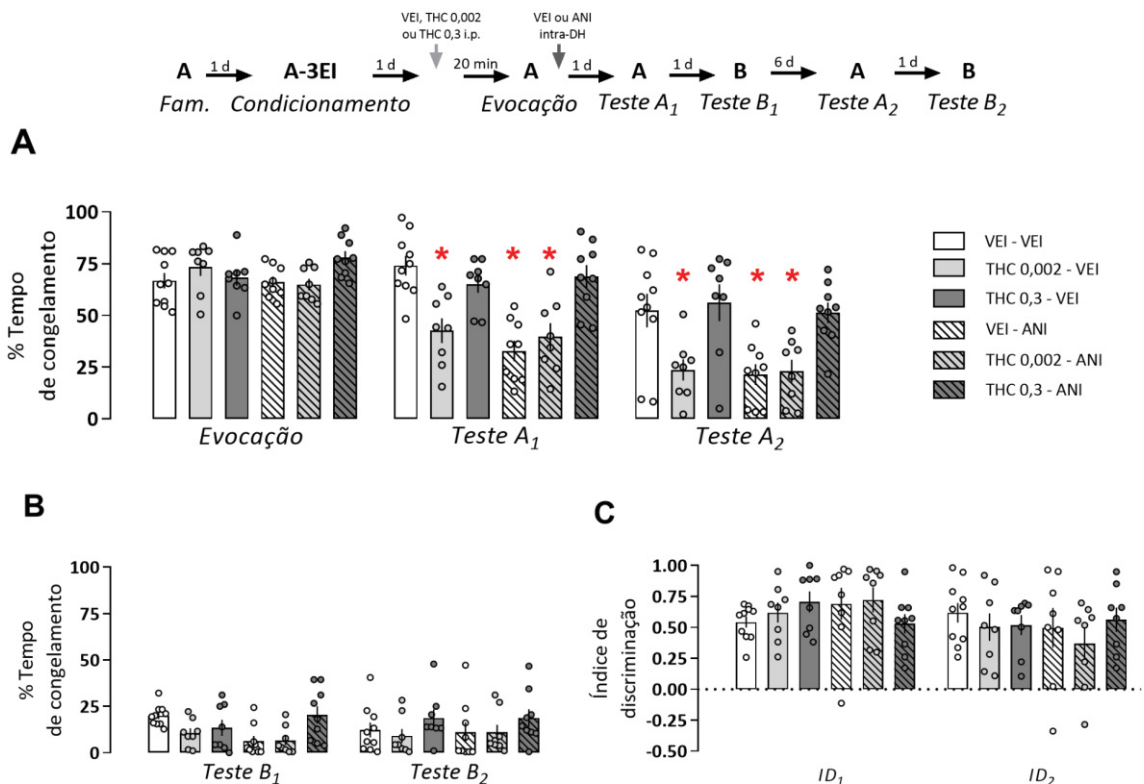 VEI, THC 0,002
ou THC 0,3 i.p.
VEI ou ANI
intra-DH
A 1 d A-3EI 1 d 20 min A 1 d A 1 d B 6 d A 1 d B
Fam. Condicionamento Evocação Teste A1 Teste B1 Teste A2 Teste B2
A
% Tempo
de congelamento
100
75
50
25
0
* * * * * *
Evocação Teste A1 Teste A2
VEI - VEI
THC 0,002 - VEI
THC 0,3 - VEI
VEI - ANI
THC 0,002 - ANI
THC 0,3 - ANI
B
% Tempo
de congelamento
100
75
50
25
0
Teste B1 Teste B2
C
Índice de
discriminação
1.00
0.75
0.50
0.25
0.00
-0.25
-0.50
ID1 ID2